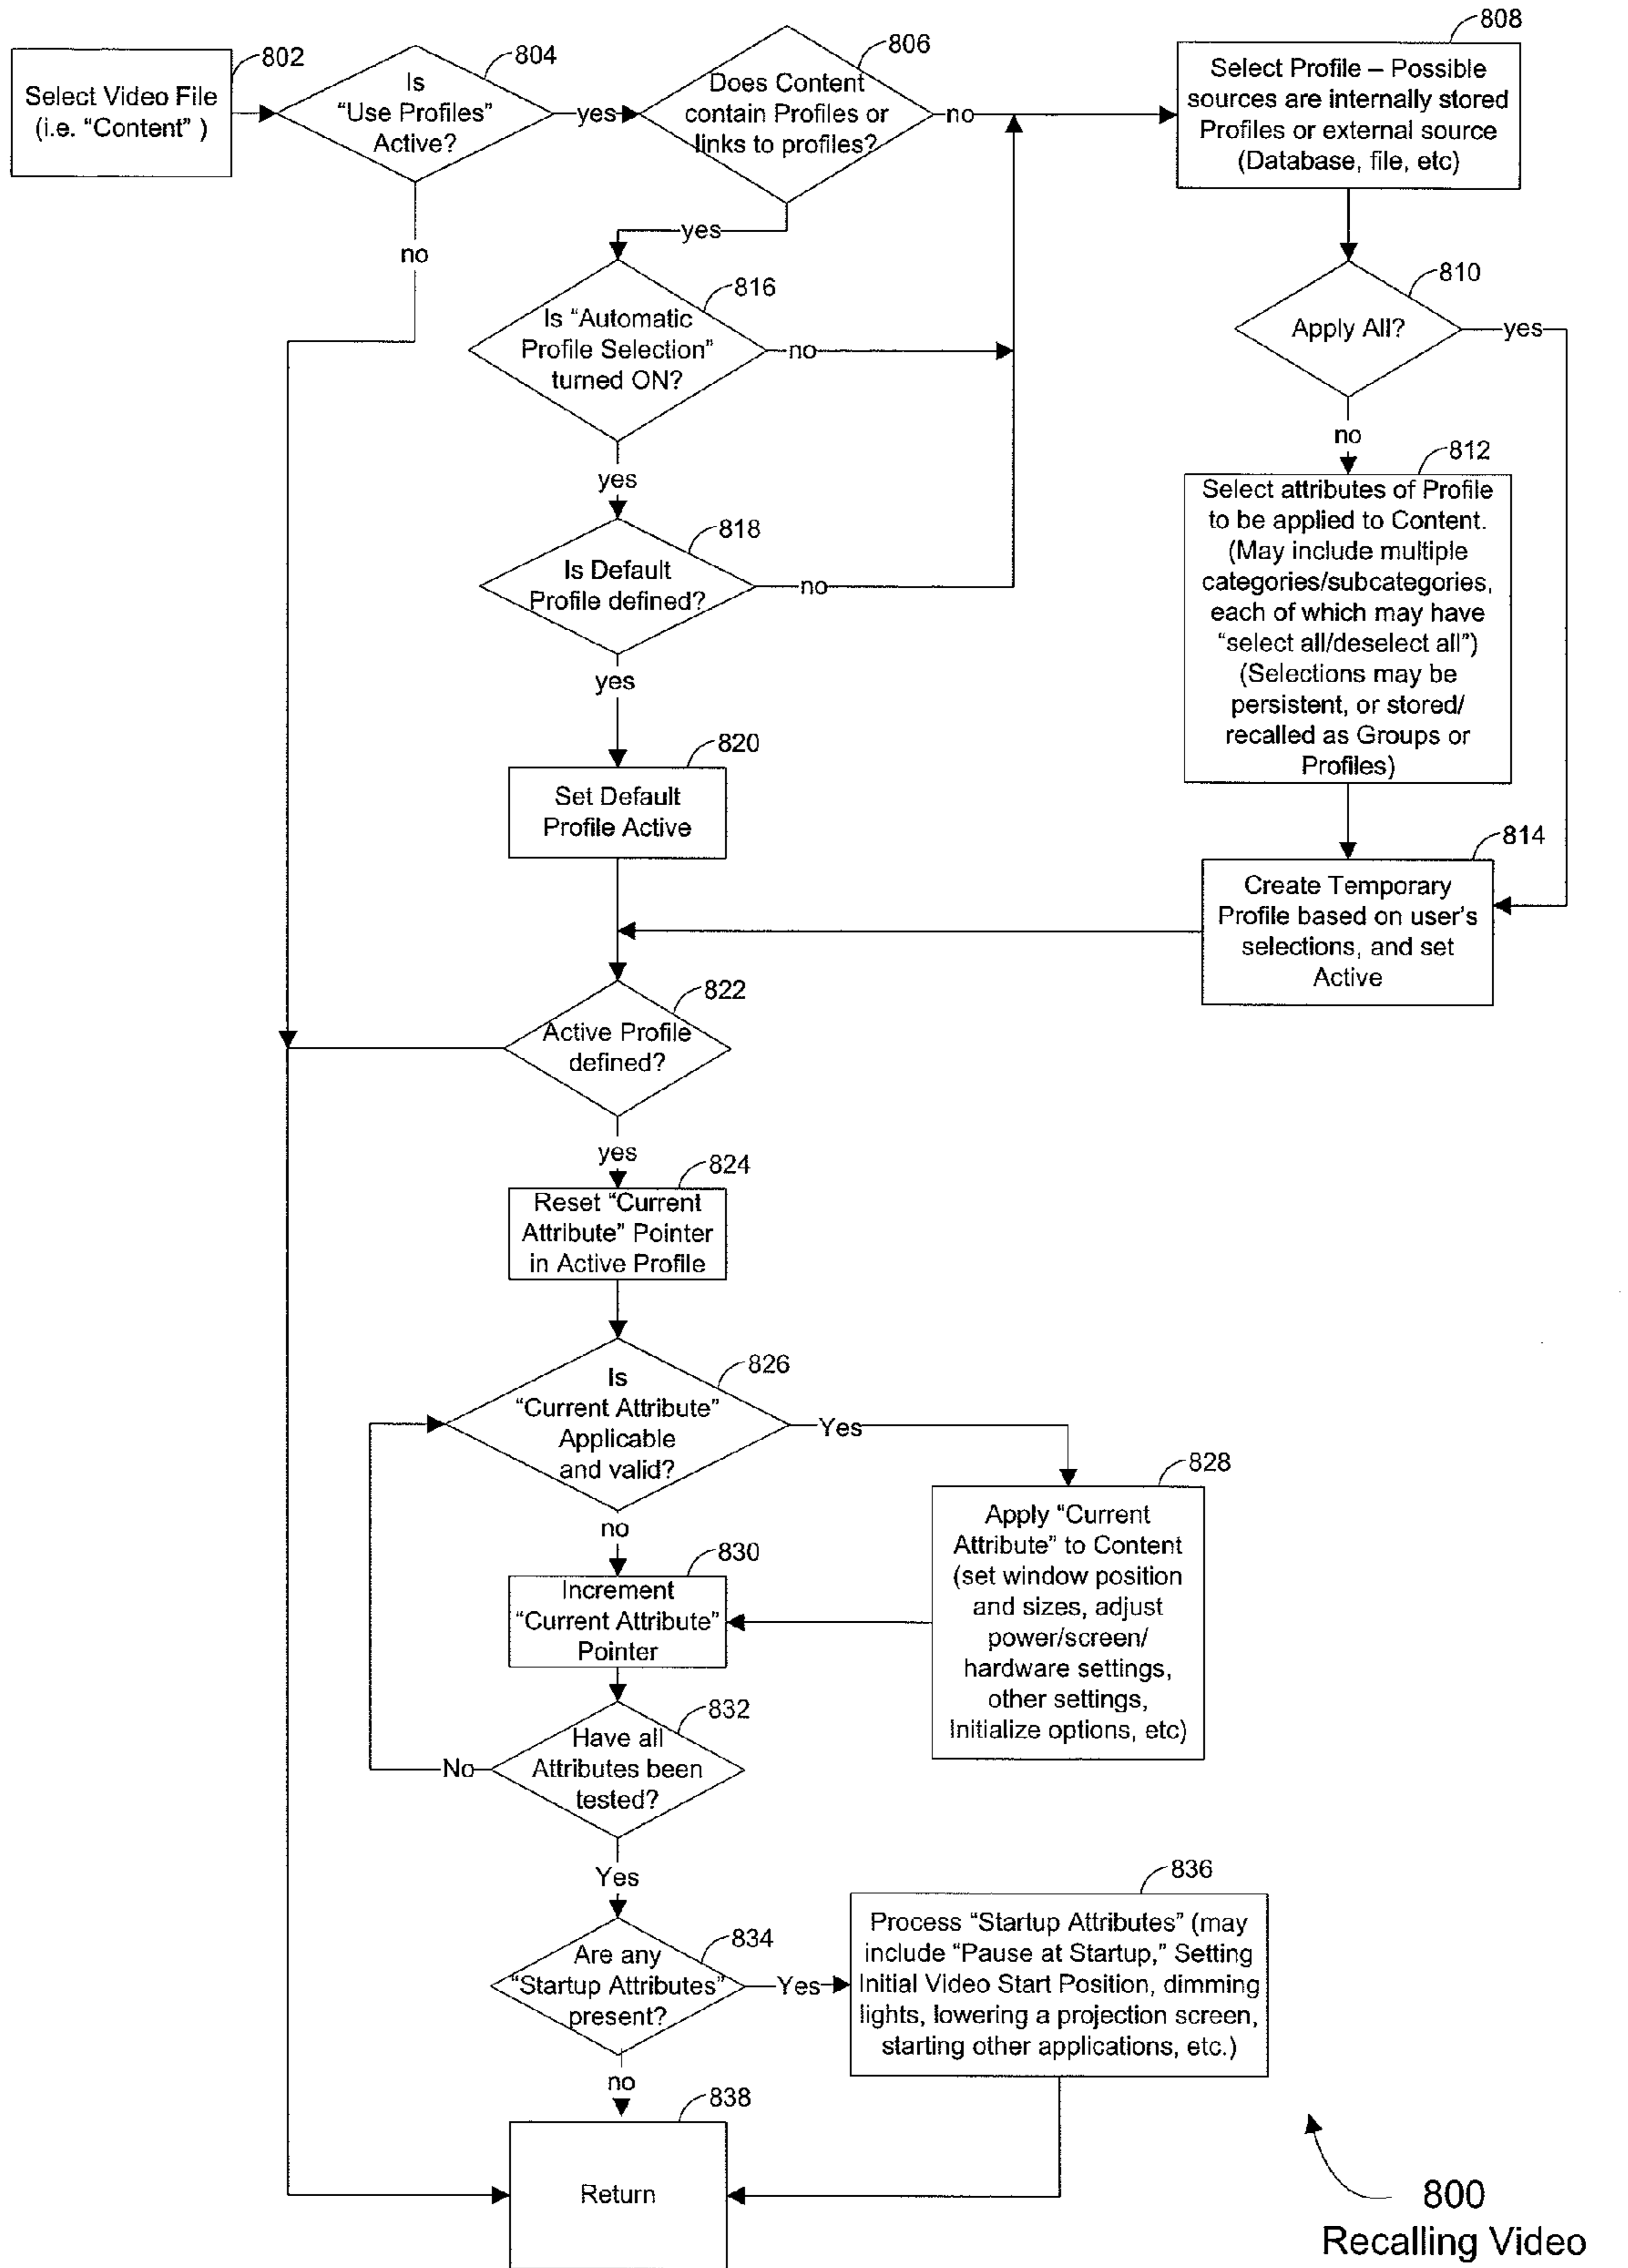 802
Select Video File
(i.e. “Content” )
804
Is
“Use Profiles”
Active?
yes
no
806
Does Content
contain Profiles or
links to profiles?
no
yes
808
Select Profile – Possible
sources are internally stored
Profiles or external source
(Database, file, etc)
810
Apply All?
yes
no
812
Select attributes of Profile
to be applied to Content.
(May include multiple
categories/subcategories,
each of which may have
“select all/deselect all”)
(Selections may be
persistent, or stored/
recalled as Groups or
Profiles)
814
Create Temporary
Profile based on user’s
selections, and set
Active
816
Is “Automatic
Profile Selection”
turned ON?
no
yes
818
Is Default
Profile defined?
no
yes
820
Set Default
Profile Active
822
Active Profile
defined?
yes
824
Reset “Current
Attribute” Pointer
in Active Profile
826
Is
“Current Attribute”
Applicable
and valid?
Yes
no
828
Apply “Current
Attribute” to Content
(set window position
and sizes, adjust
power/screen/
hardware settings,
other settings,
Initialize options, etc)
830
Increment
“Current Attribute”
Pointer
832
Have all
Attributes been
tested?
No
Yes
834
Are any
“Startup Attributes”
present?
Yes
no
836
Process “Startup Attributes” (may
include “Pause at Startup,” Setting
Initial Video Start Position, dimming
lights, lowering a projection screen,
starting other applications, etc.)
838
Return
800
Recalling Video